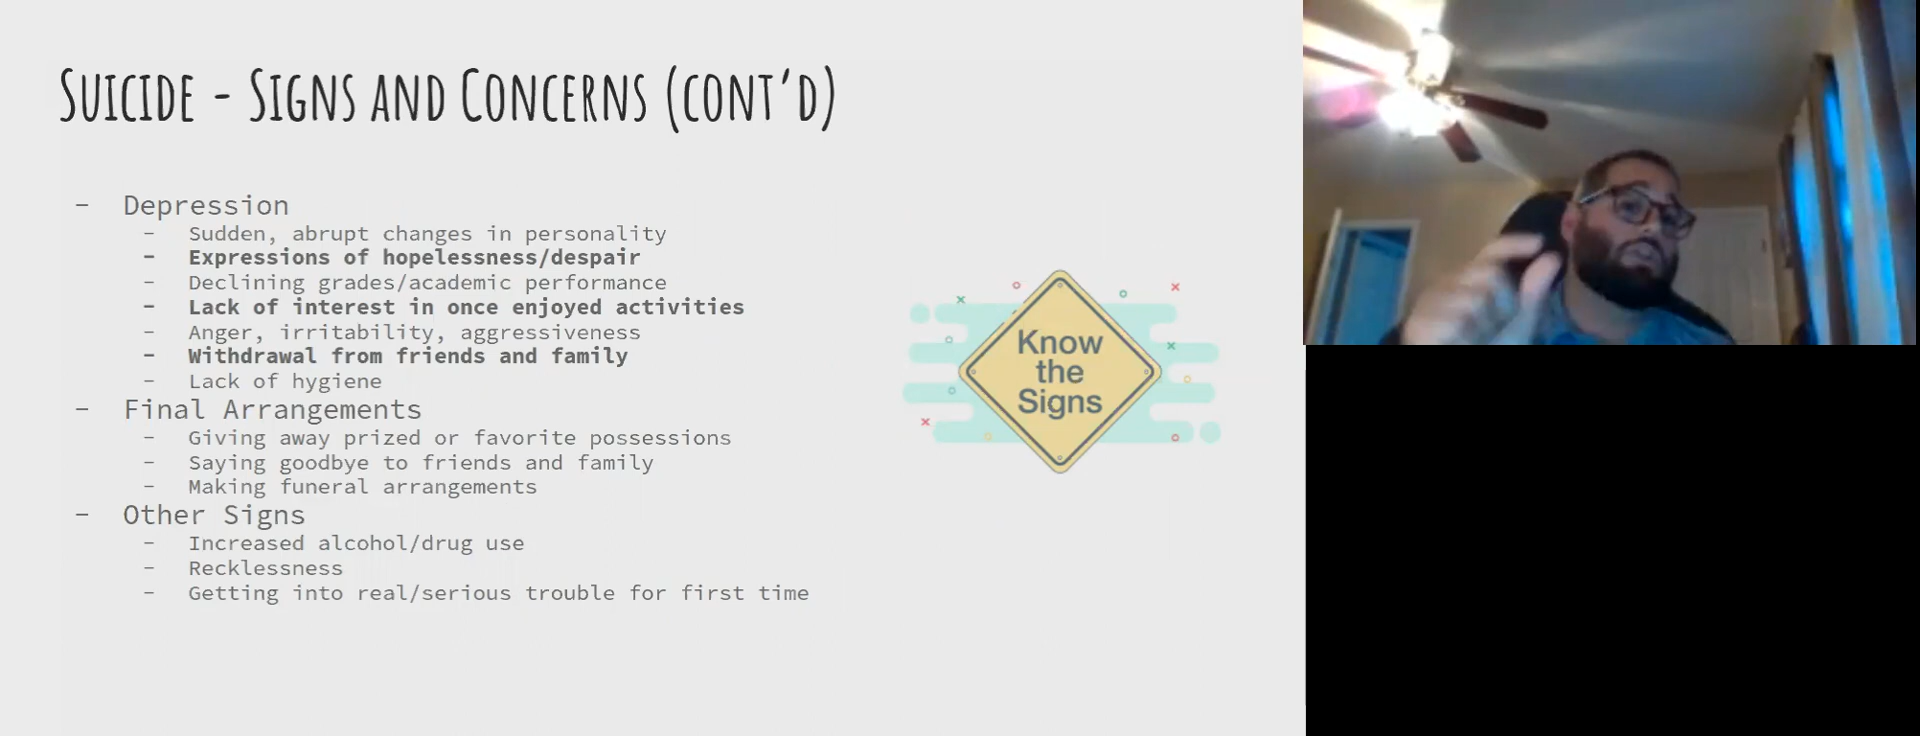 Suicide - Signs and Concerns (cont'd)
- Depression
- Sudden, abrupt changes in personality
- Expressions of hopelessness/despair
- Declining grades/academic performance
- Lack of interest in once enjoyed activities
- Anger, irritability, aggressiveness
- Withdrawal from friends and family
- Lack of hygiene
- Final Arrangements
- Giving away prized or favorite possessions
- Saying goodbye to friends and family
- Making funeral arrangements
- Other Signs
- Increased alcohol/drug use
- Recklessness
- Getting into real/serious trouble for first time
Know
the
Signs